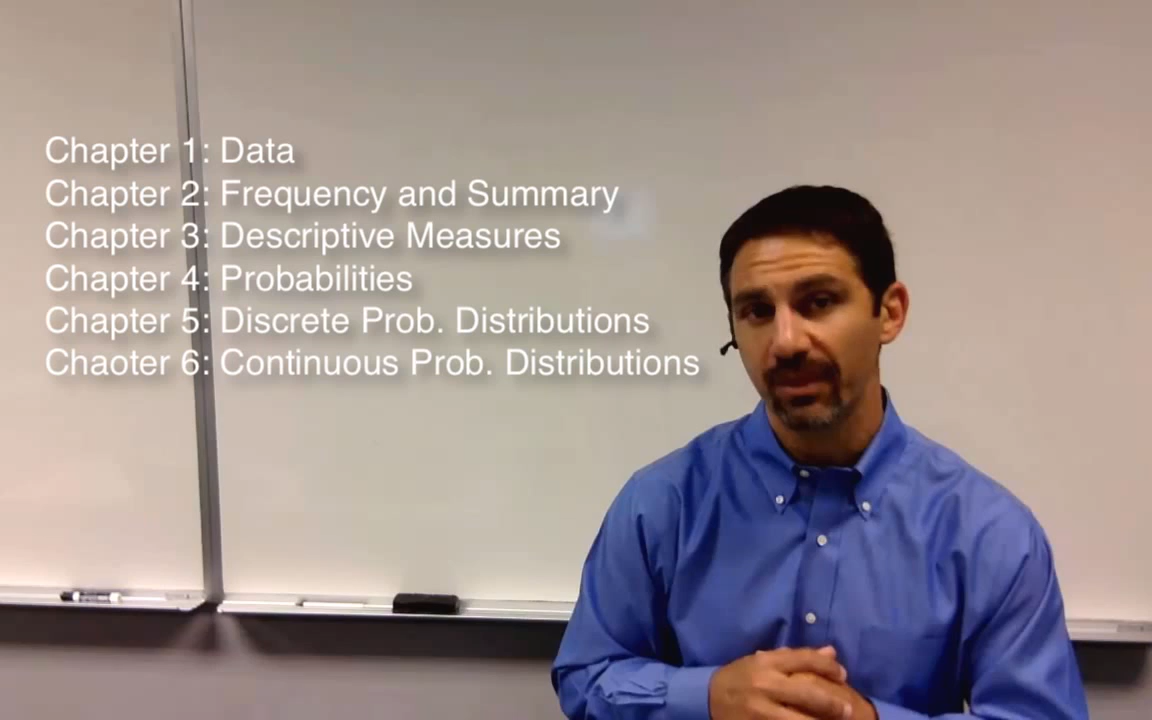 Chapter 1: Data
Chapter 2: Frequency and Summary
Chapter 3: Descriptive Measures
Chapter 4: Probabilities
Chapter 5: Discrete Prob. Distributions
Chaoter 6: Continuous Prob. Distributions